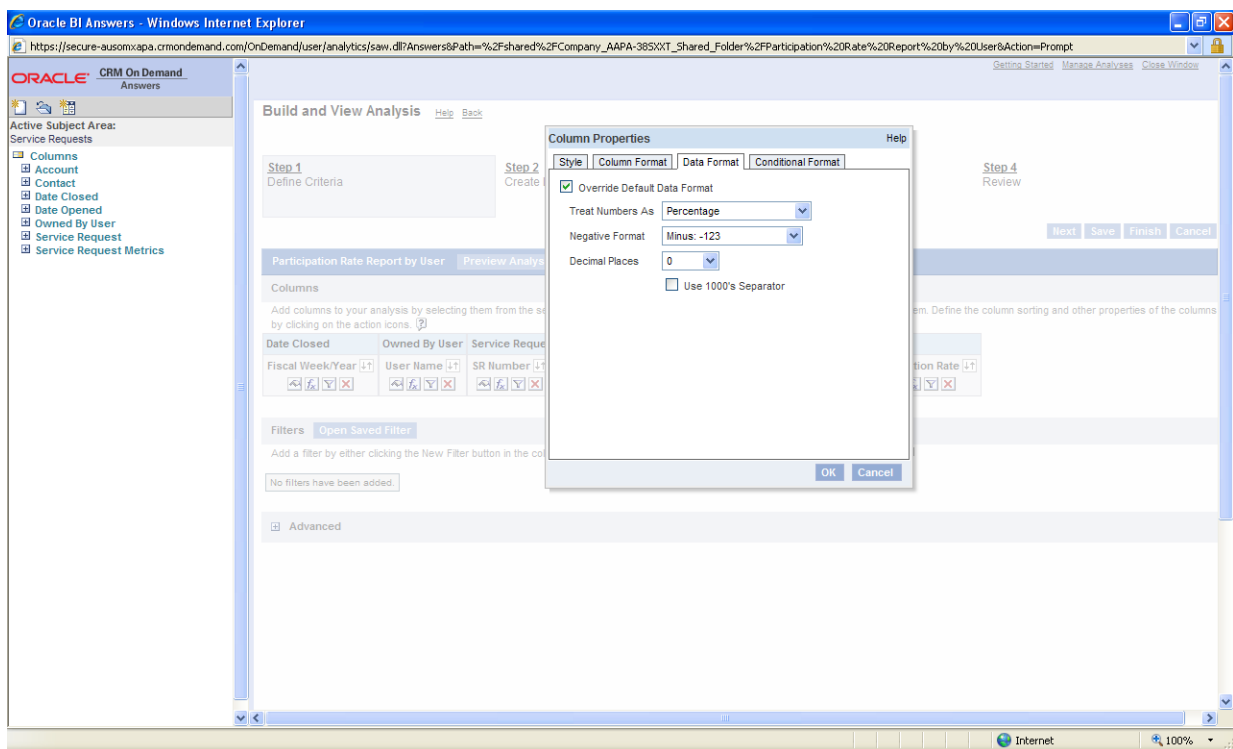 Oracle BI Answers - Windows Internet Explorer
https://secure-ausomxapa.crmondemand.com/OnDemand/user/analytics/saw.dll?Answers&Path=%2Fshared%2FCompany_AAPA-385XXT_Shared_Folder%2FParticipation%20Rate%20Report%20by%20User&Action=Prompt
ORACLE CRM On Demand
Answers
Getting Started Manage Analyses Close Window
Active Subject Area:
Service Requests
Columns
Account
Contact
Date Closed
Date Opened
Owned By User
Service Request
Service Request Metrics
Build and View Analysis Help Back
Step 1
Define Criteria
Step 2
Create
Step 4
Review
Next Save Finish Cancel
Participation Rate Report by User Preview Analys
Columns
Add columns to your analysis by selecting them from the se
em. Define the column sorting and other properties of the columns
by clicking on the action icons.
Date Closed Owned By User Service Reque
Fiscal Week/Year User Name SR Number tion Rate
Filters Open Saved Filter
Add a filter by either clicking the New Filter button in the col
No filters have been added.
Advanced
Column Properties Help
Style Column Format Data Format Conditional Format
Override Default Data Format
Treat Numbers As Percentage
Negative Format Minus: -123
Decimal Places 0
Use 1000's Separator
OK Cancel
Internet 100%